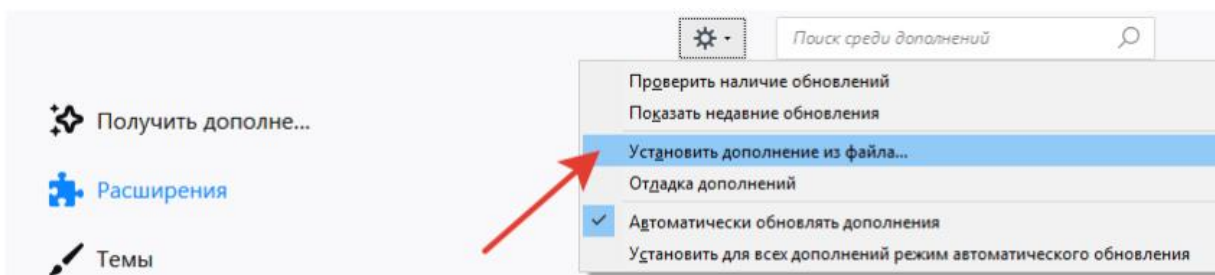 Поиск среди дополнений
Проверить наличие обновлений
Показать недавние обновления
Получить дополне...
Установить дополнение из файла...
Отладка дополнений
Расширения
Автоматически обновлять дополнения
Установить для всех дополнений режим автоматического обновления
Темы